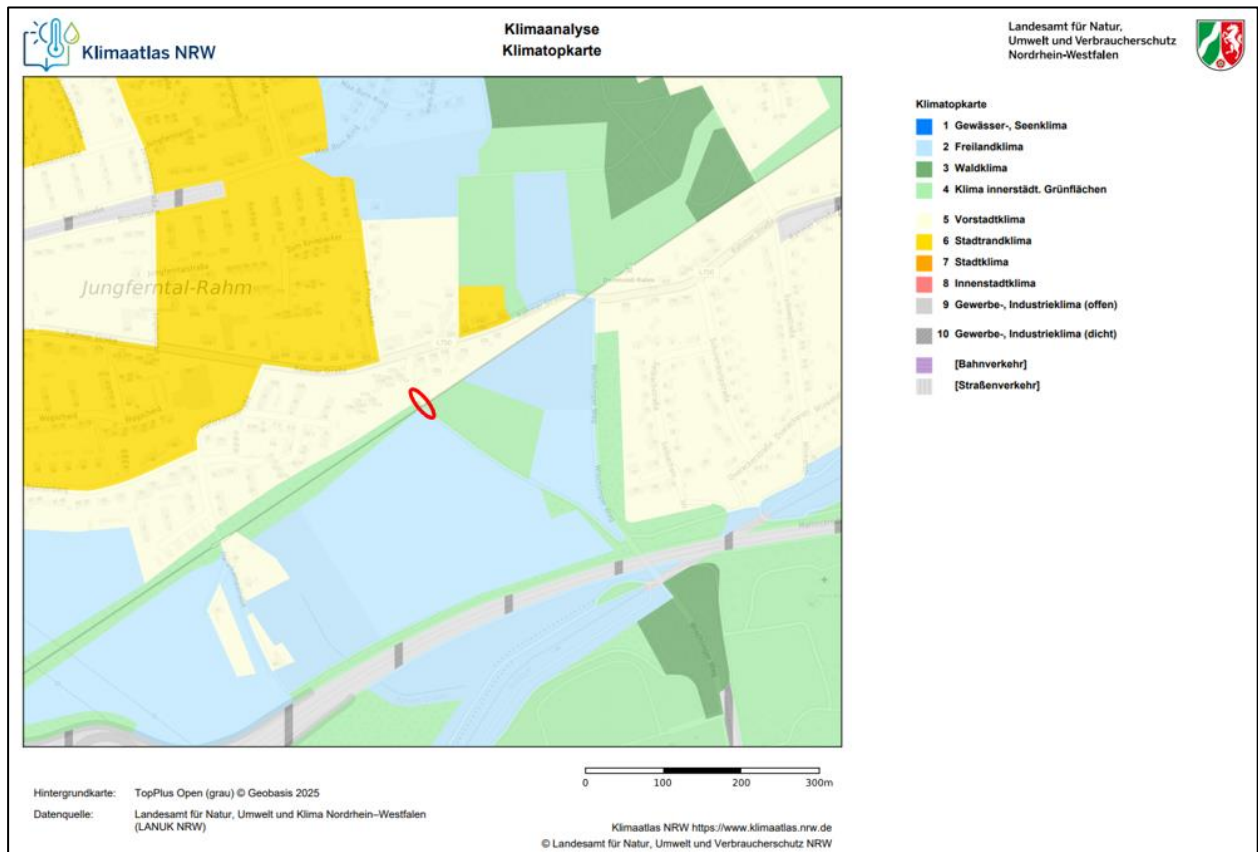 Klimaatlas NRW
Klimaanalyse
Klimatopkarte
Landesamt für Natur,
Umwelt und Verbraucherschutz
Nordrhein-Westfalen
Jungferntal-Rahm
Klimatopkarte
1 Gewässer-, Seenklima
2 Freilandklima
3 Waldklima
4 Klima innerstädt. Grünflächen
5 Vorstadtklima
6 Stadtrandklima
7 Stadtklima
8 Innenstadtklima
9 Gewerbe-, Industrieklima (offen)
10 Gewerbe-, Industrieklima (dicht)
[Bahnverkehr]
[Straßenverkehr]
0 100 200 300m
Hintergrundkarte: TopPlus Open (grau) © Geobasis 2025
Datenquelle: Landesamt für Natur, Umwelt und Klima Nordrhein–Westfalen
(LANUK NRW)
Klimaatlas NRW https://www.klimaatlas.nrw.de
© Landesamt für Natur, Umwelt und Verbraucherschutz NRW